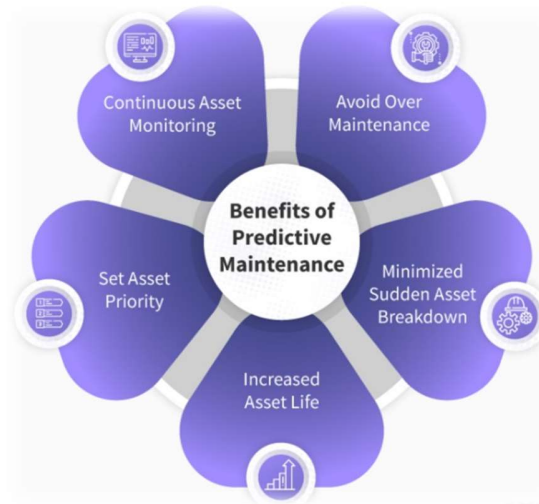 Benefits of
Predictive
Maintenance
Continuous Asset
Monitoring
Avoid Over
Maintenance
Set Asset
Priority
Minimized
Sudden Asset
Breakdown
Increased
Asset Life